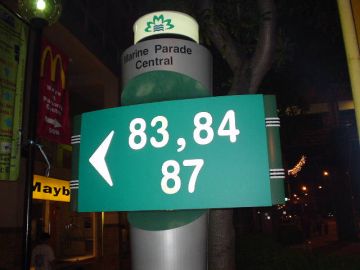 Marine Parade
Central
83, 84
87
Mayb